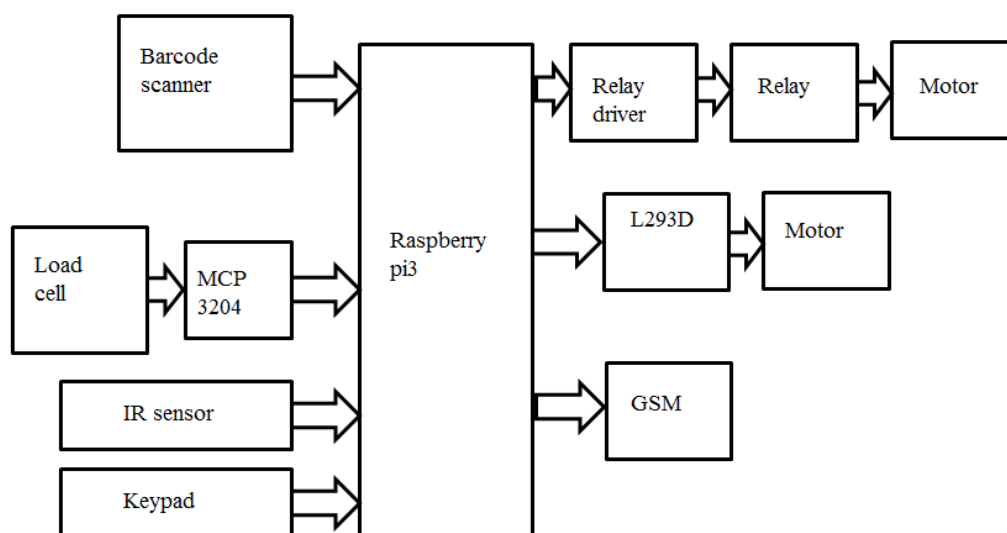 Barcode
scanner
Relay
driver
Relay
Motor
Raspberry
pi3
L293D
Motor
Load
cell
MCP
3204
IR sensor
GSM
Keypad